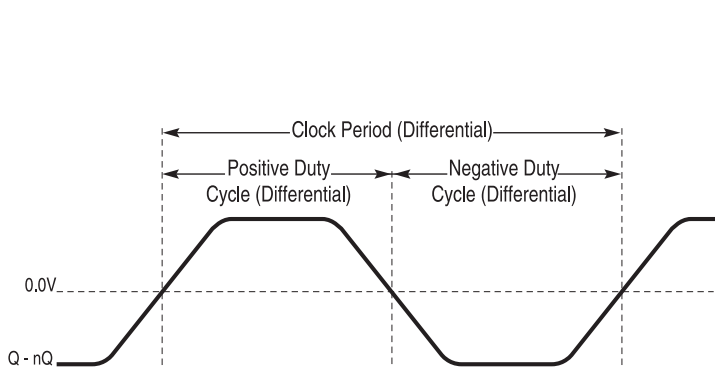 Clock Period (Differential)
Positive Duty
Cycle (Differential)
Negative Duty
Cycle (Differential)
0.0V
Q - nQ